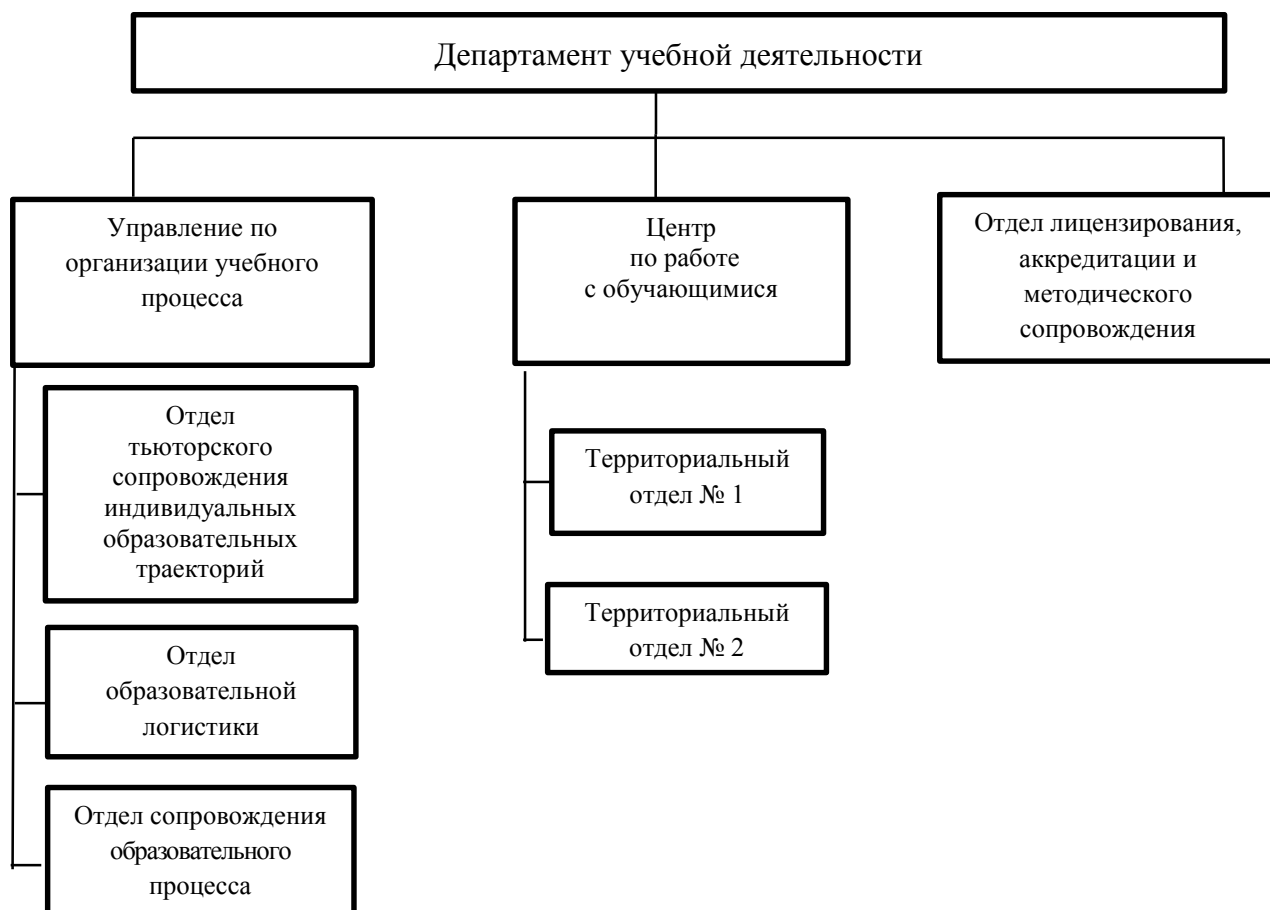 Департамент учебной деятельности
Управление по
организации учебного
процесса
Центр
по работе
с обучающимися
Отдел лицензирования,
аккредитации и
методического
сопровождения
Отдел
тьюторского
сопровождения
индивидуальных
образовательных
траекторий
Территориальный
отдел № 1
Территориальный
отдел № 2
Отдел
образовательной
логистики
Отдел сопровождения
образовательного
процесса